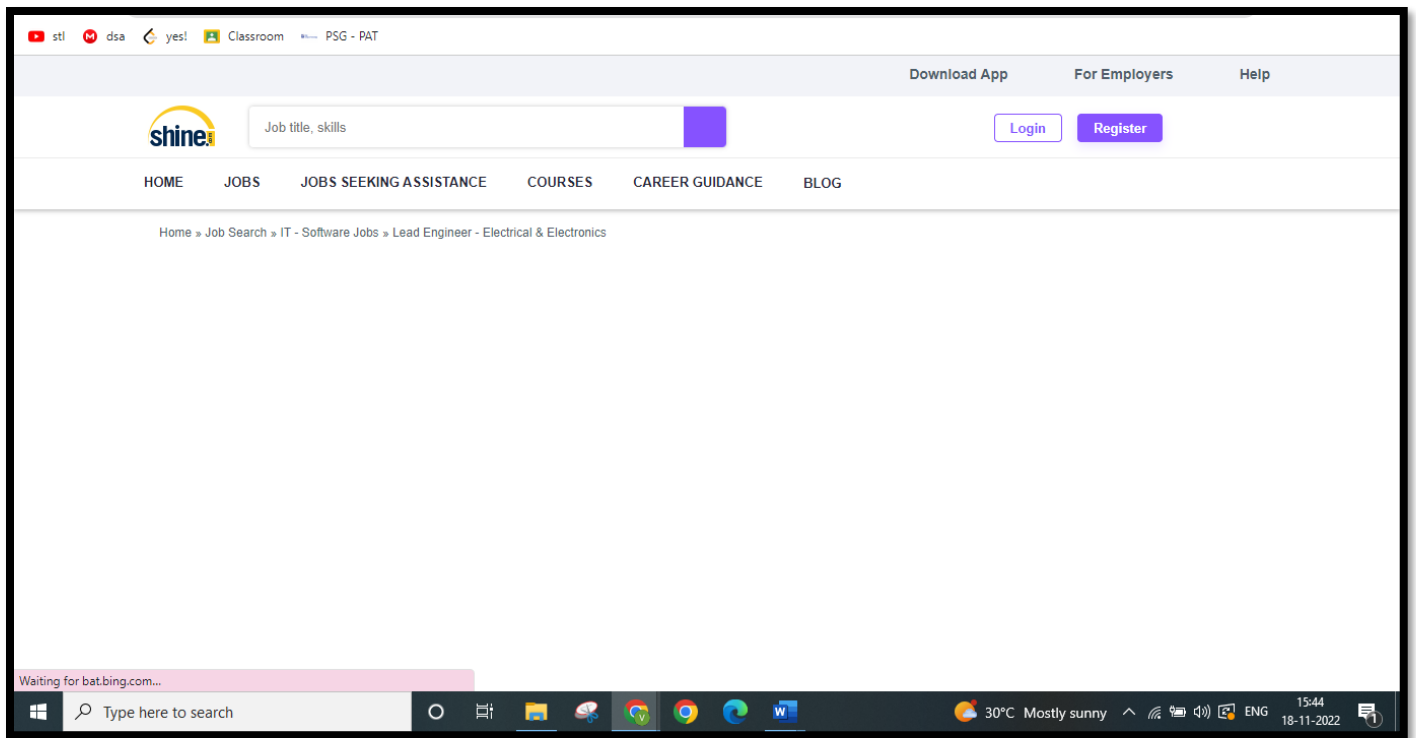 stl dsa yes! Classroom PSG - PAT
Download App For Employers Help
shine.com Job title, skills Login Register
HOME JOBS JOBS SEEKING ASSISTANCE COURSES CAREER GUIDANCE BLOG
Home » Job Search » IT - Software Jobs » Lead Engineer - Electrical & Electronics
Waiting for bat.bing.com...
Type here to search 30°C Mostly sunny ENG 15:44
18-11-2022 1